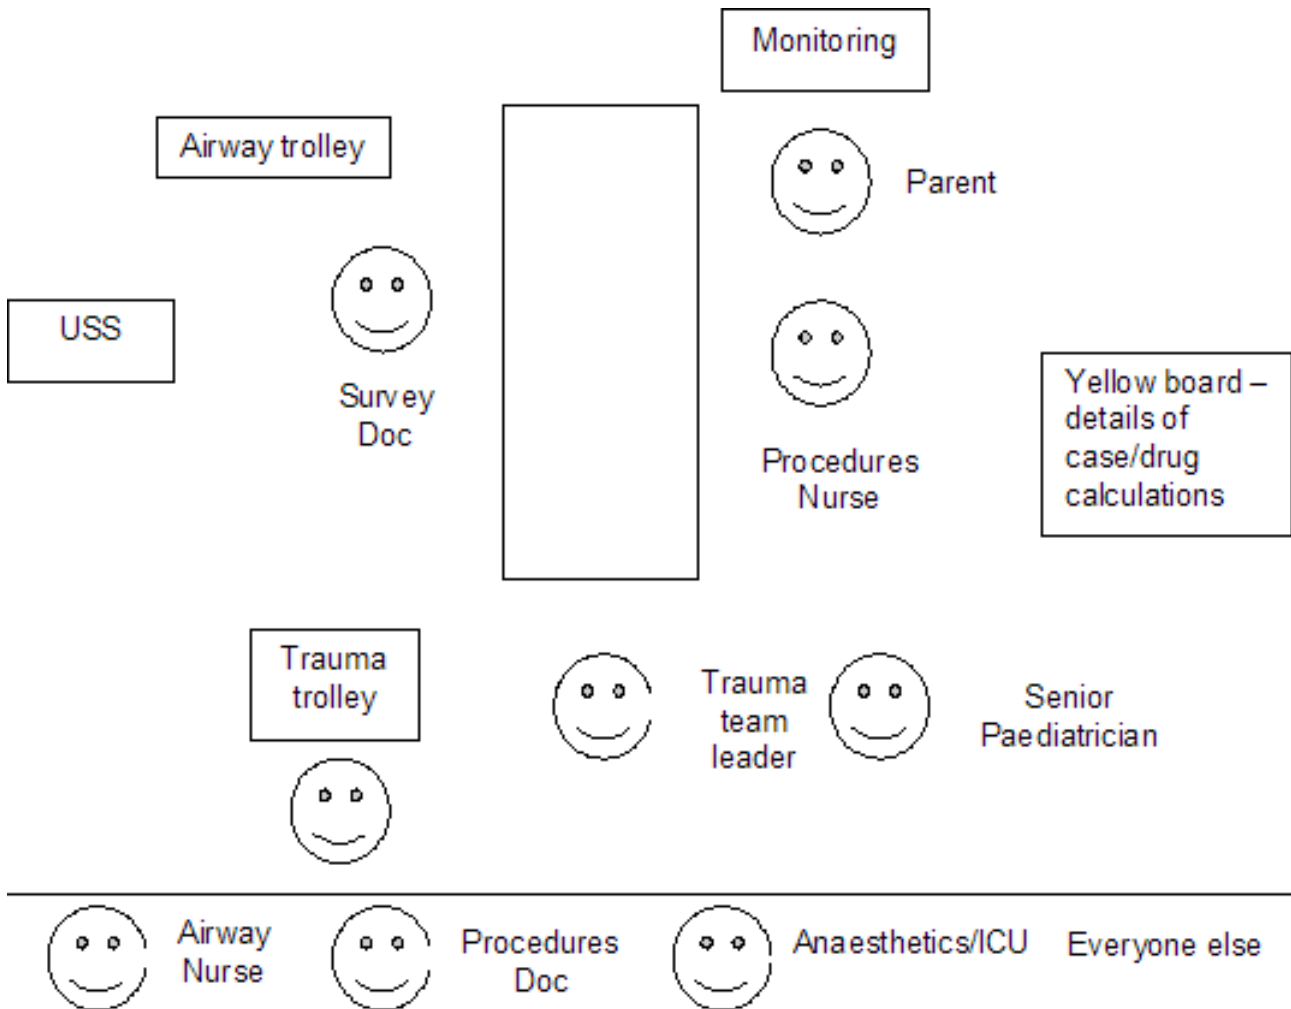 Monitoring
Airway trolley
Parent
USS
Survey
Doc
Procedures
Nurse
Yellow board –
details of
case/drug
calculations
Trauma
trolley
Trauma
team
leader
Senior
Paediatrician
Airway
Nurse
Procedures
Doc
Anaesthetics/ICU
Everyone else